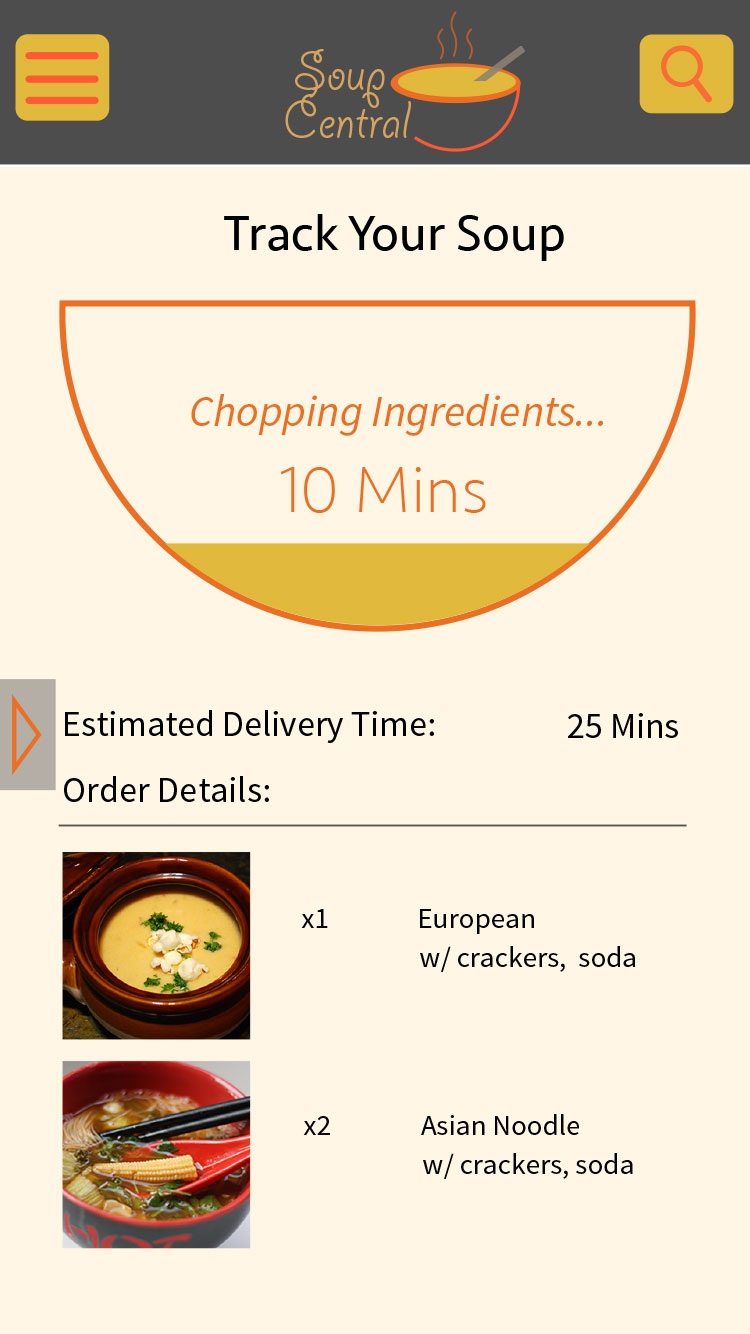 Soup
Central
Track Your Soup
Chopping Ingredients...
10 Mins
Estimated Delivery Time: 25 Mins
Order Details:
x1 European
w/ crackers,  soda
x2 Asian Noodle
w/ crackers, soda
HOT